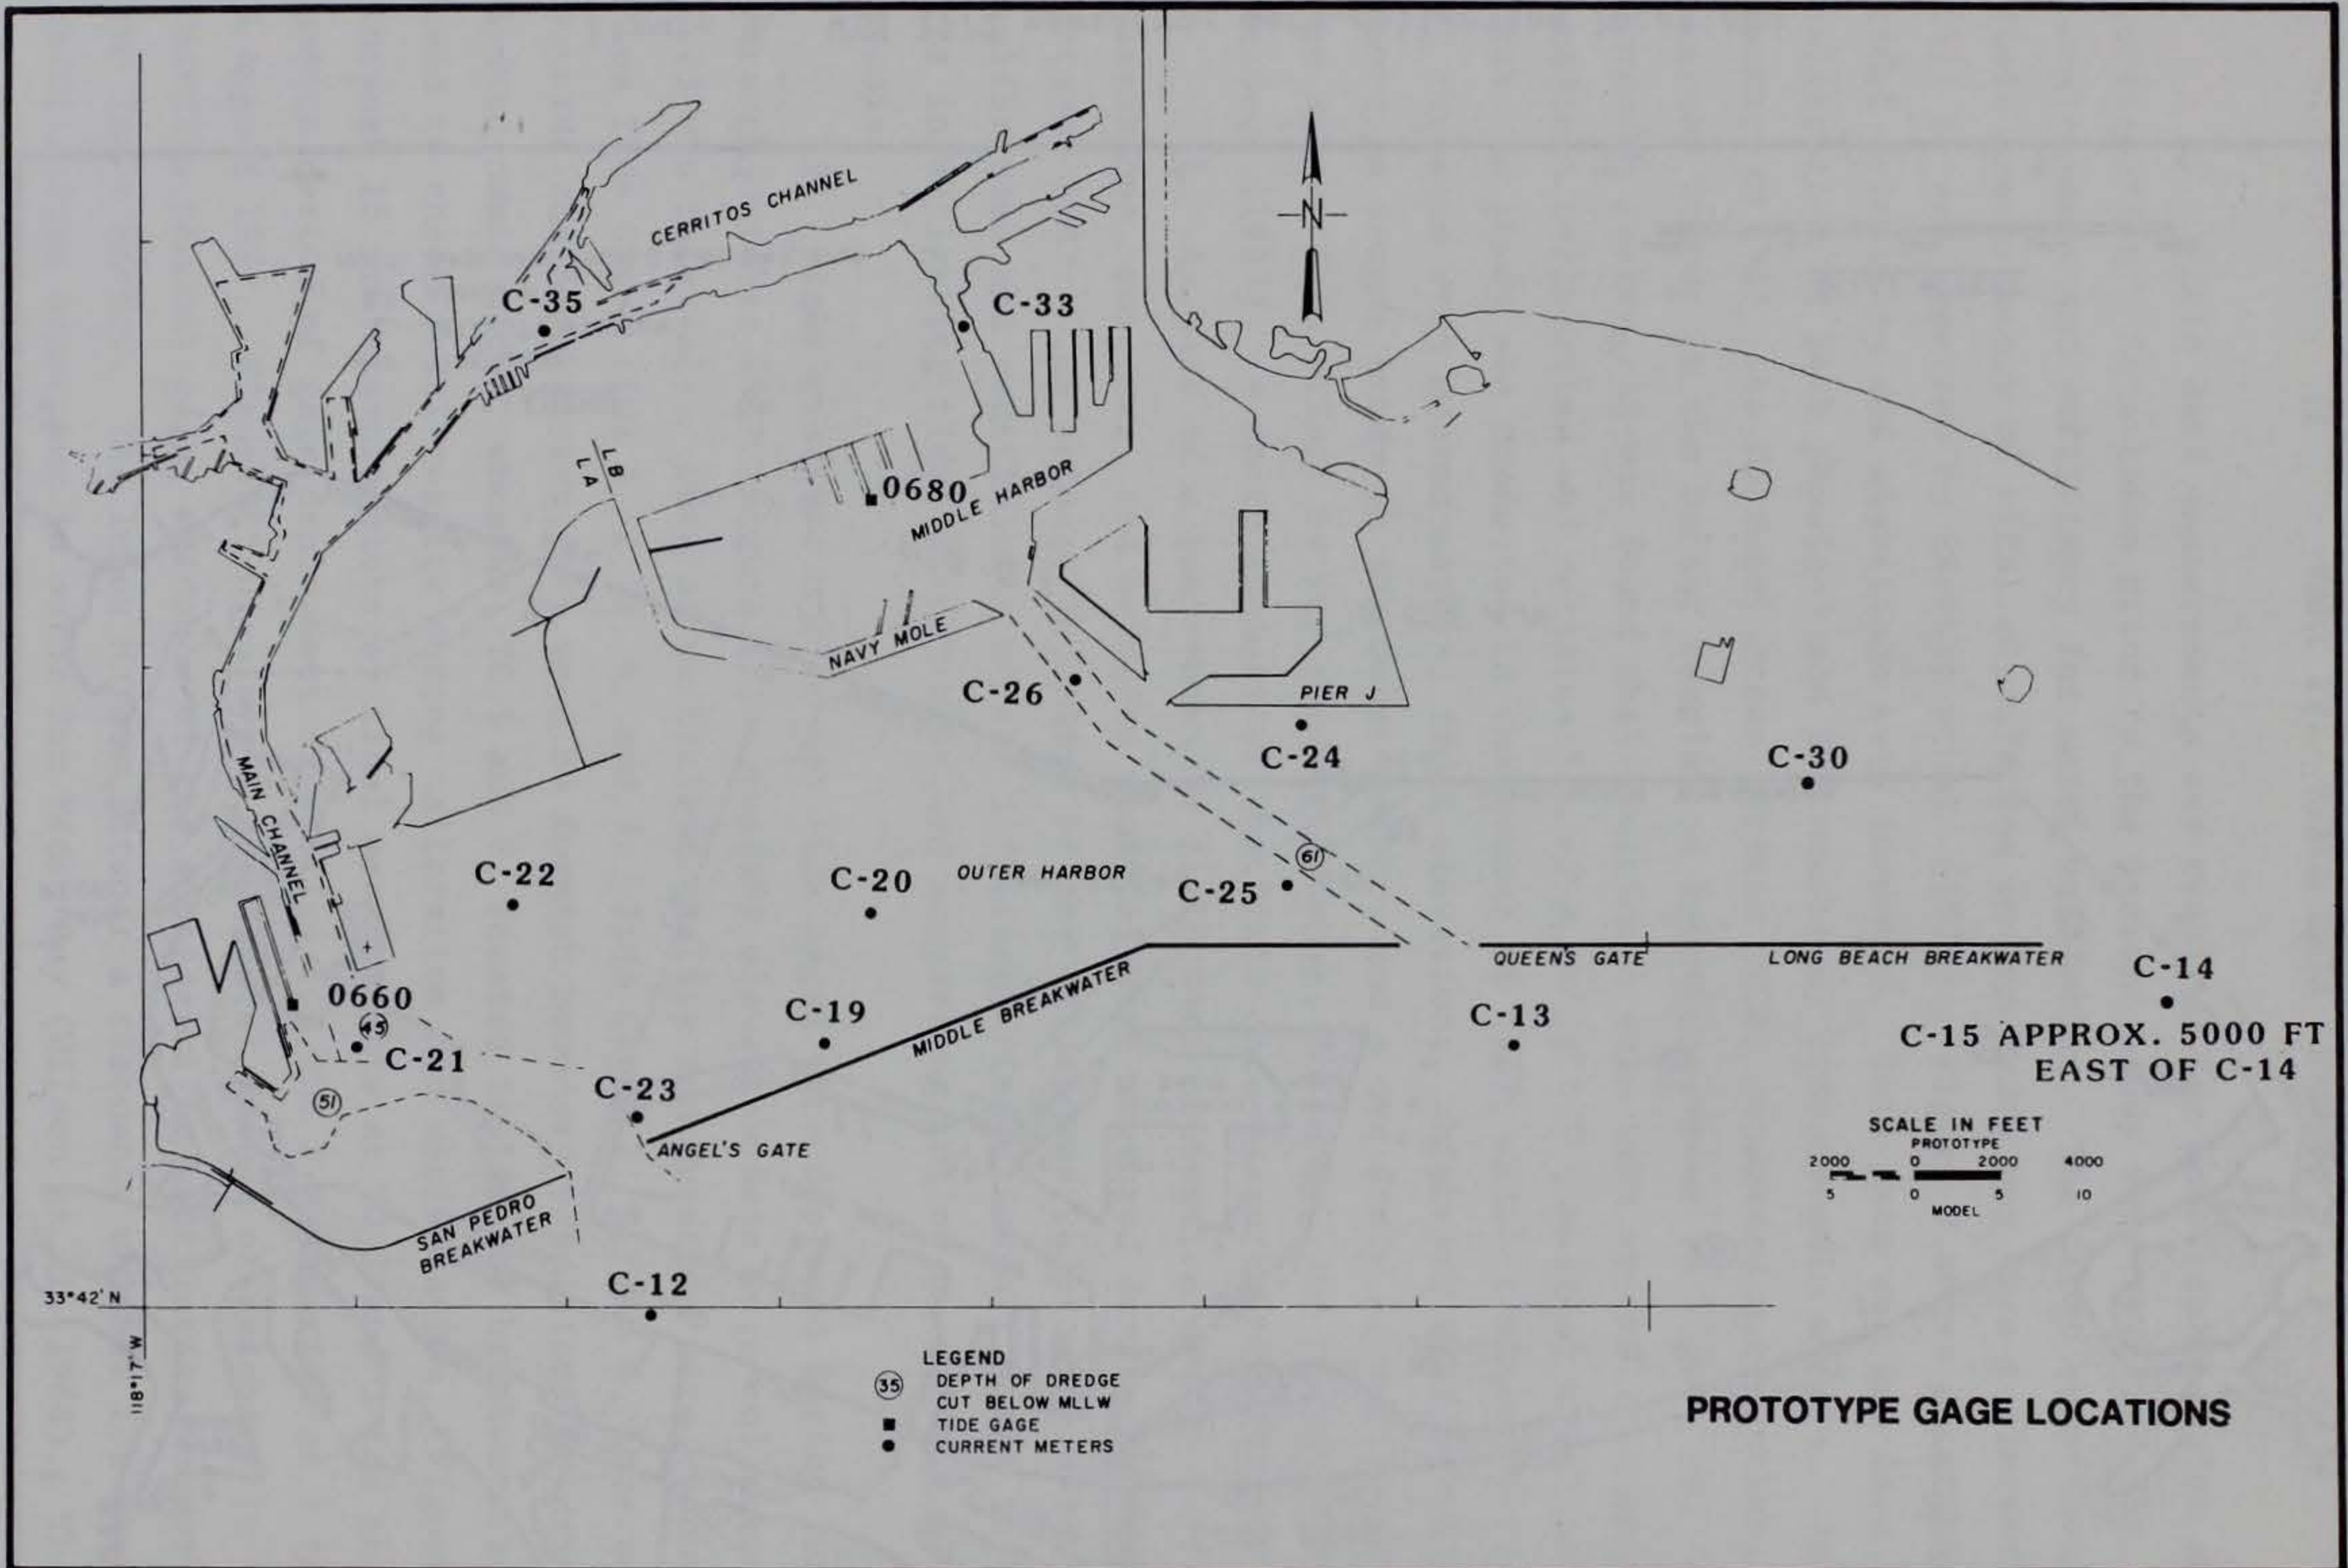 CERRITOS CHANNEL
N
C-35
C-33
LB
LA
0680
MIDDLE HARBOR
NAVY MOLE
C-26
PIER J
C-24
C-30
MAIN CHANNEL
C-22
C-20
OUTER HARBOR
61
C-25
QUEEN'S GATE
LONG BEACH BREAKWATER
C-14
0660
C-19
MIDDLE BREAKWATER
C-13
45
C-15 APPROX. 5000 FT
EAST OF C-14
C-21
C-23
51
ANGEL'S GATE
SCALE IN FEET
PROTOTYPE
2000 0 2000 4000
5 0 5 10
MODEL
SAN PEDRO
BREAKWATER
C-12
33°42' N
118°17' W
LEGEND
35 DEPTH OF DREDGE
CUT BELOW MLLW
TIDE GAGE
CURRENT METERS
PROTOTYPE GAGE LOCATIONS